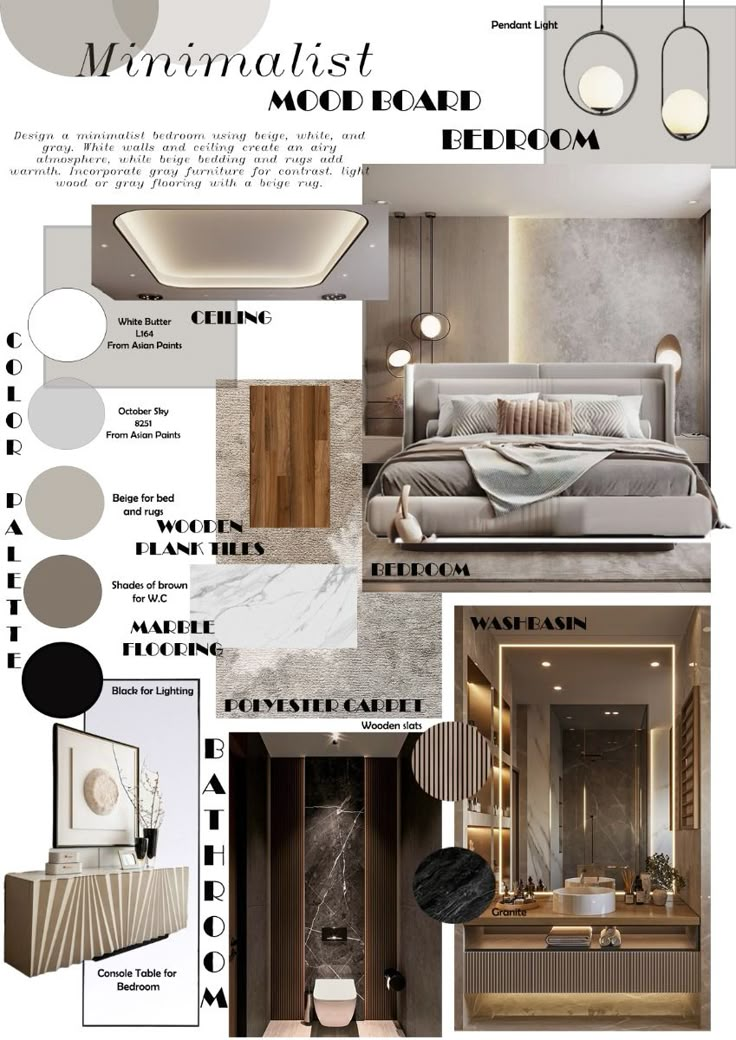 Pendant Light
Minimalist
MOOD BOARD
BEDROOM
Design a minimalist bedroom using beige, white, and
gray. White walls and ceiling create an airy
atmosphere, white beige bedding and rugs add
warmth. Incorporate gray furniture for contrast. light
wood or gray flooring with a beige rug.
CEILING
COLOR PALETTE
White Butter
L164
From Asian Paints
October Sky
8251
From Asian Paints
Beige for bed
and rugs
WOODEN
PLANK TILES
BEDROOM
Shades of brown
for W.C
MARBLE
FLOORING
WASHBASIN
Black for Lighting
POLYESTER CARPET
Wooden slats
BATHROOM
Granite
Console Table for
Bedroom